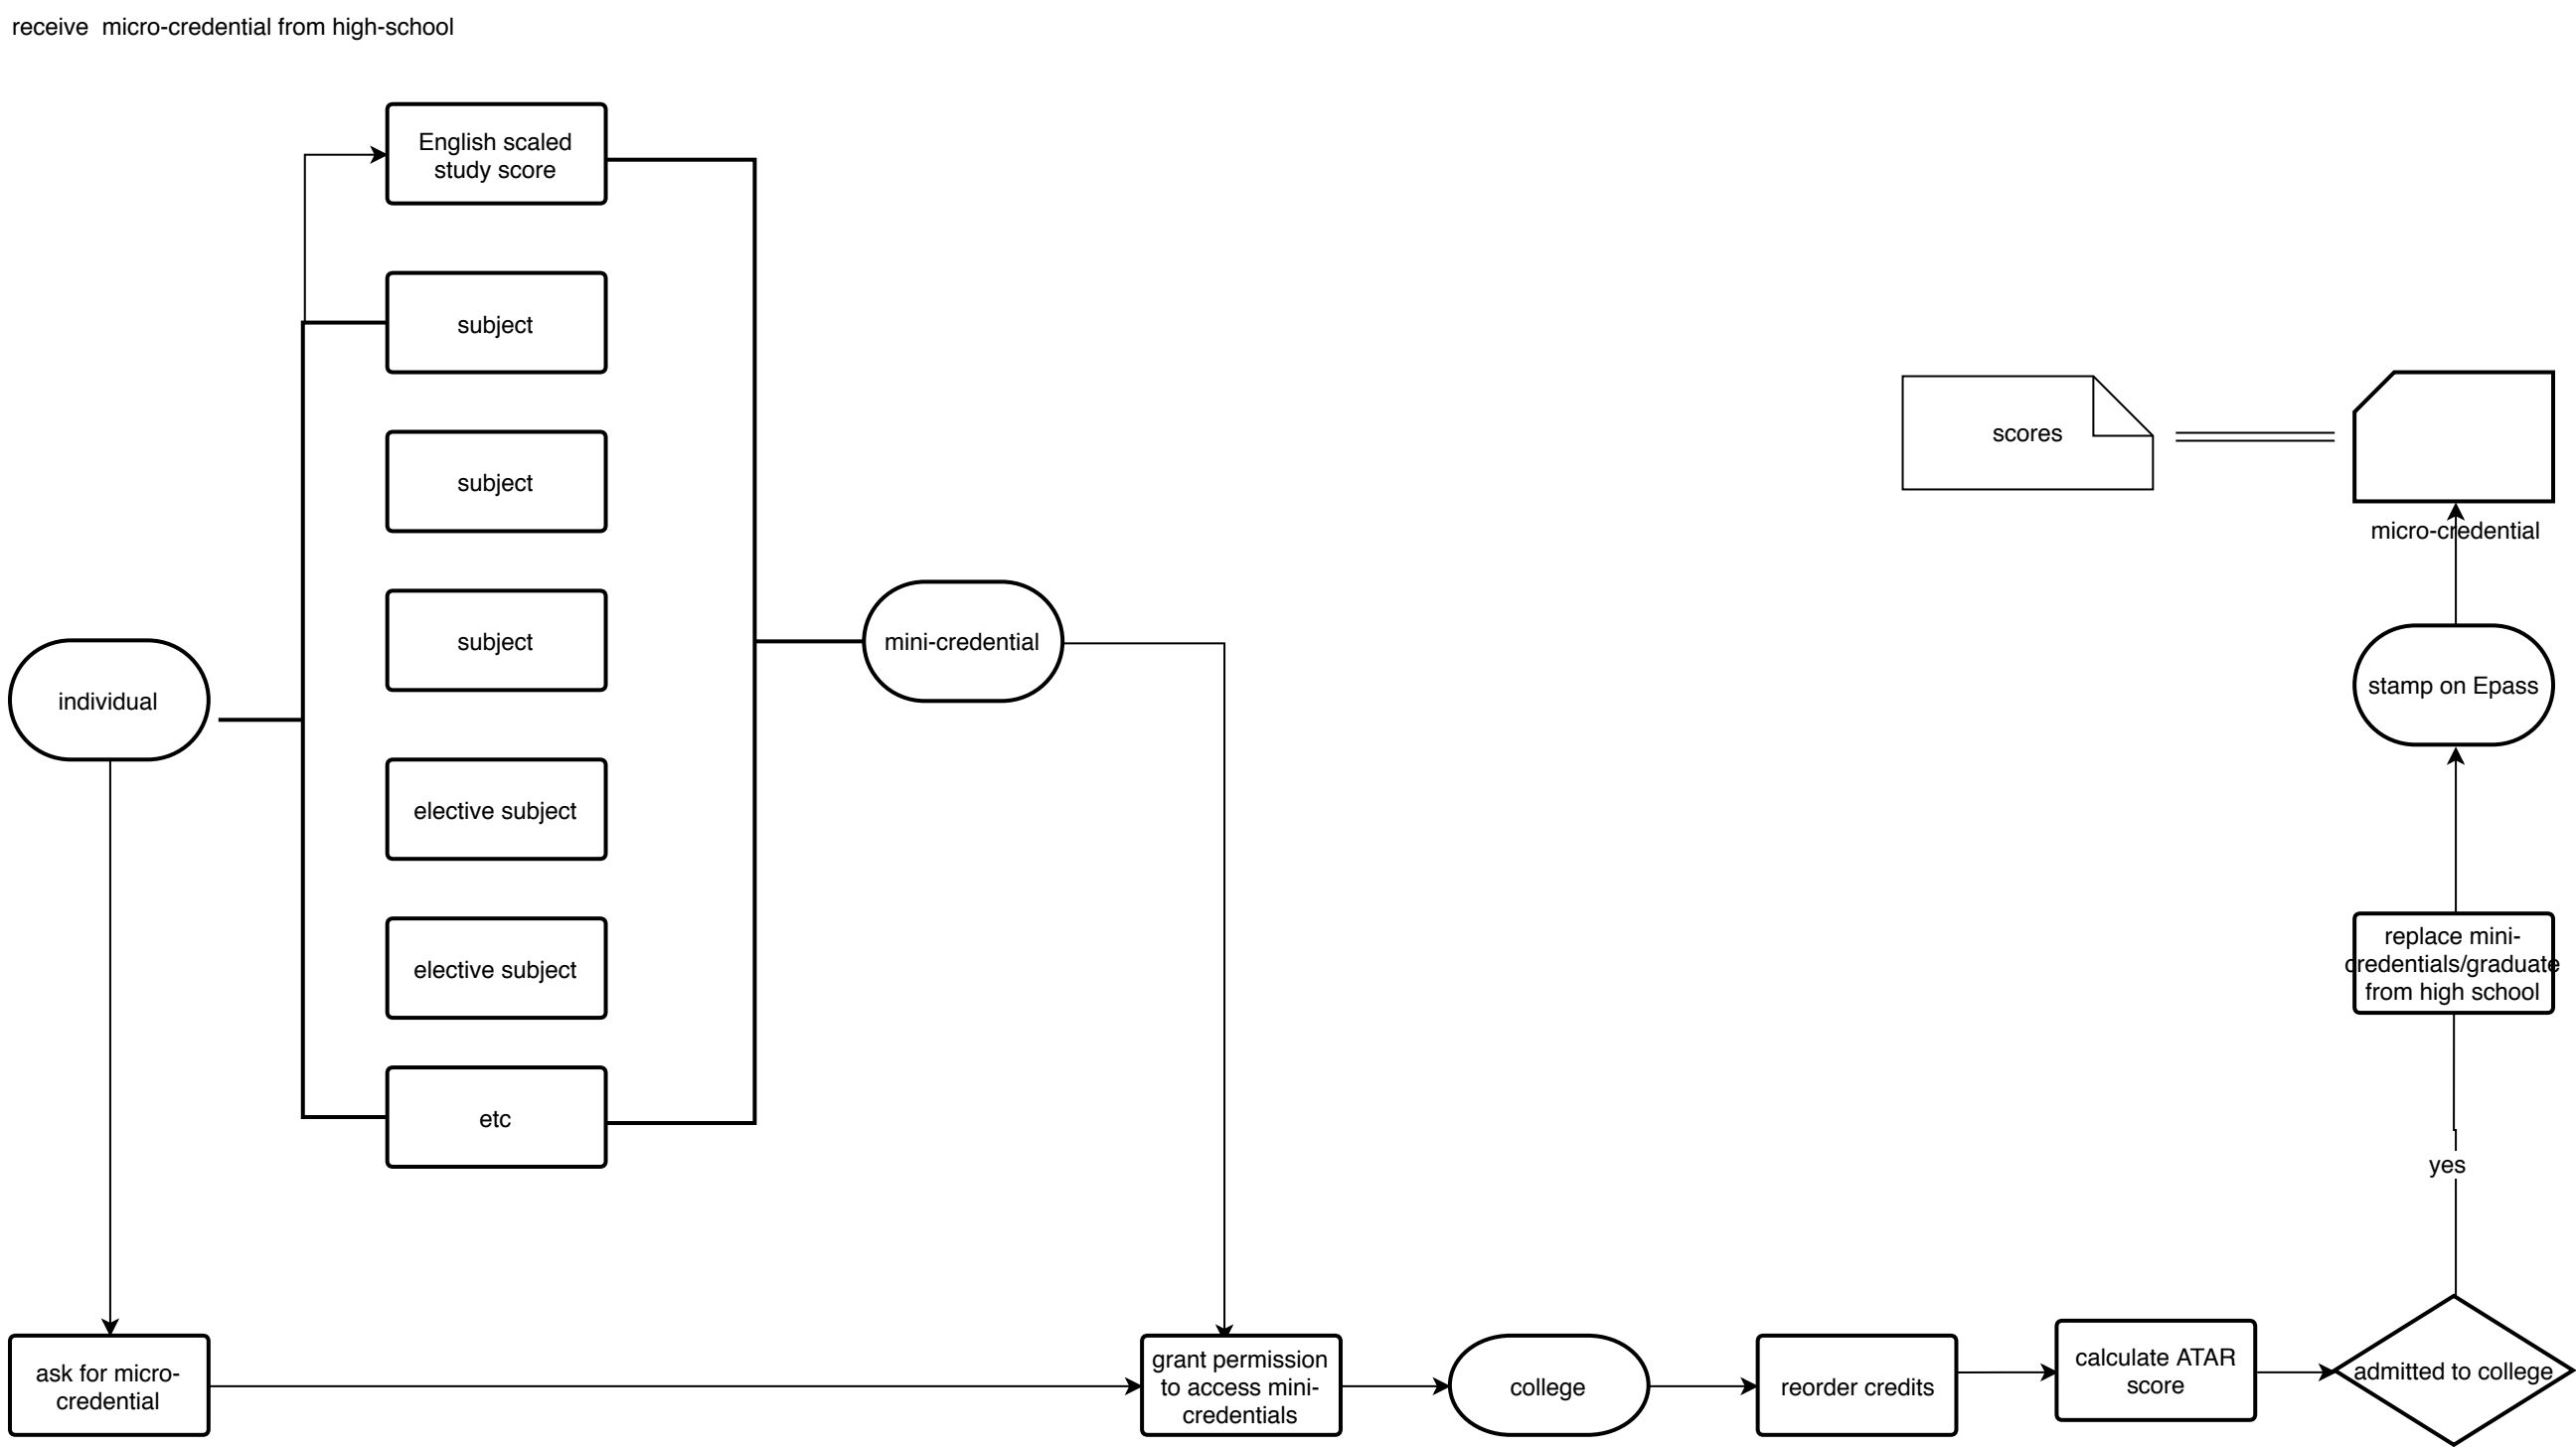 receive  micro-credential from high-school
English scaled
study score
subject
subject
subject
elective subject
elective subject
etc
individual
mini-credential
scores
micro-credential
stamp on Epass
replace mini-
credentials/graduate
from high school
yes
ask for micro-
credential
grant permission
to access mini-
credentials
college
reorder credits
calculate ATAR
score
admitted to college